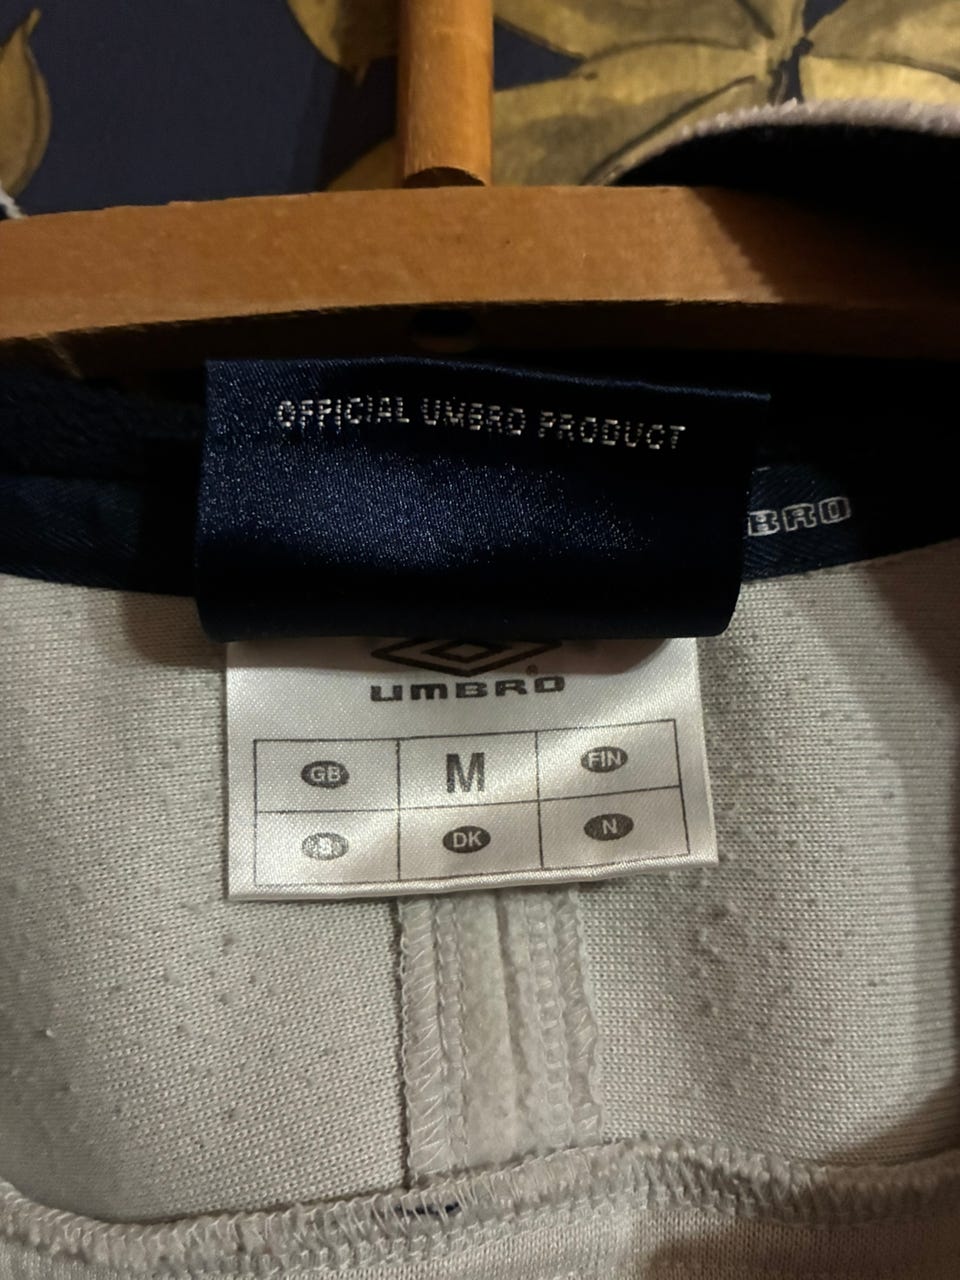 OFFICIAL UMBRO PRODUCT
BRO
®
UMBRO
GB M FIN
DK N